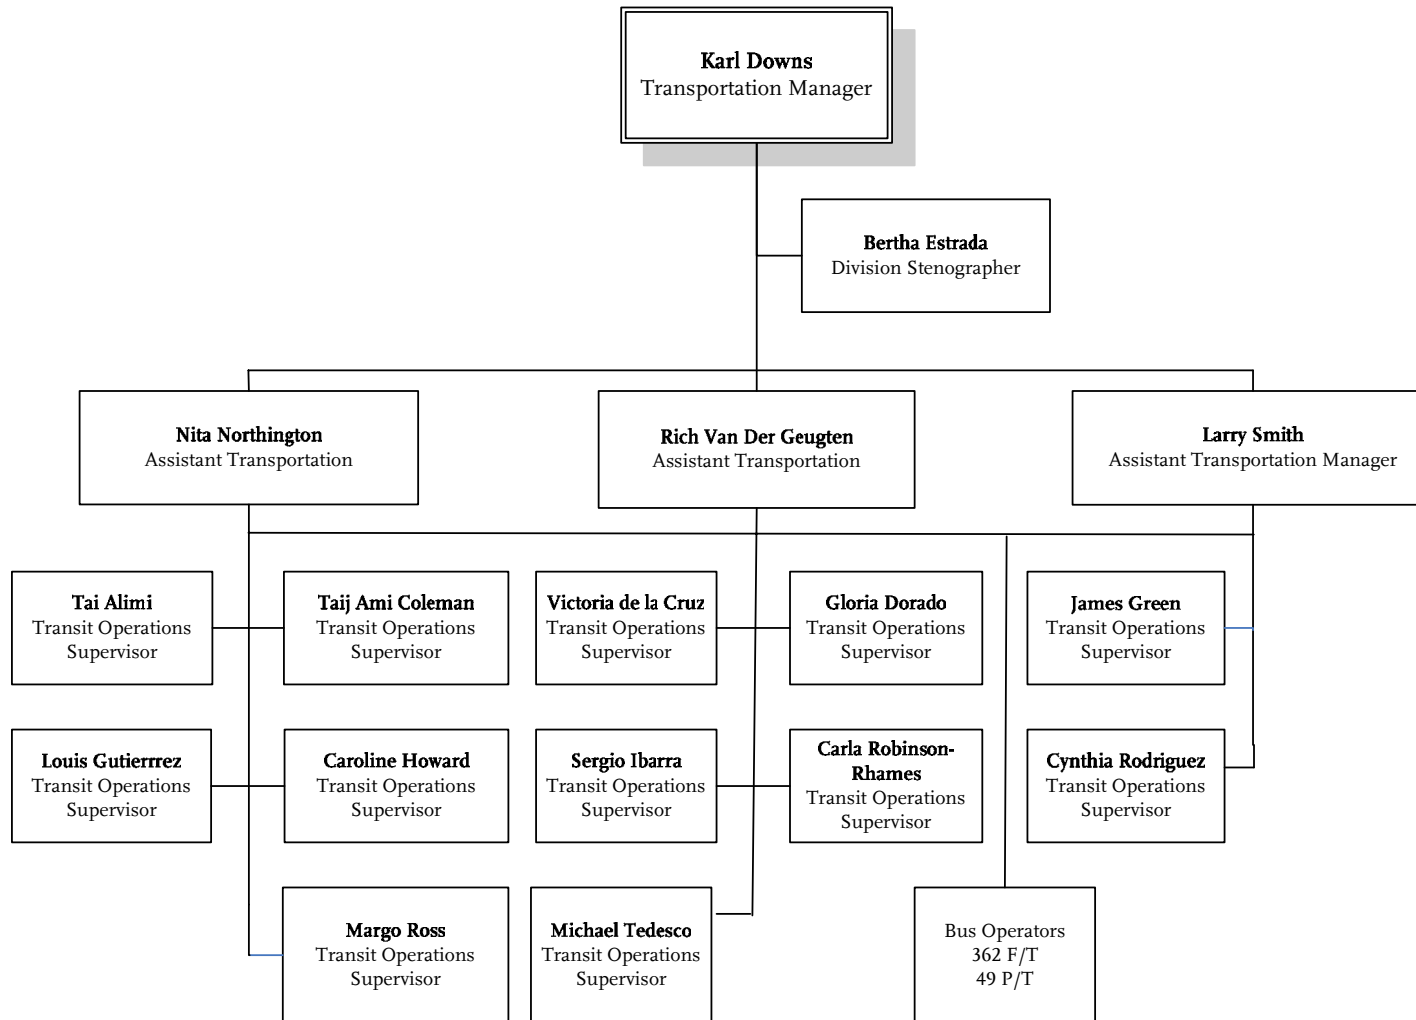 Karl Downs
Transportation Manager
Bertha Estrada
Division Stenographer
Nita Northington
Assistant Transportation
Rich Van Der Geugten
Assistant Transportation
Larry Smith
Assistant Transportation Manager
Tai Alimi
Transit Operations
Supervisor
Taij Ami Coleman
Transit Operations
Supervisor
Victoria de la Cruz
Transit Operations
Supervisor
Gloria Dorado
Transit Operations
Supervisor
James Green
Transit Operations
Supervisor
Louis Gutierrrez
Transit Operations
Supervisor
Caroline Howard
Transit Operations
Supervisor
Sergio Ibarra
Transit Operations
Supervisor
Carla Robinson-
Rhames
Transit Operations
Supervisor
Cynthia Rodriguez
Transit Operations
Supervisor
Margo Ross
Transit Operations
Supervisor
Michael Tedesco
Transit Operations
Supervisor
Bus Operators
362 F/T
49 P/T